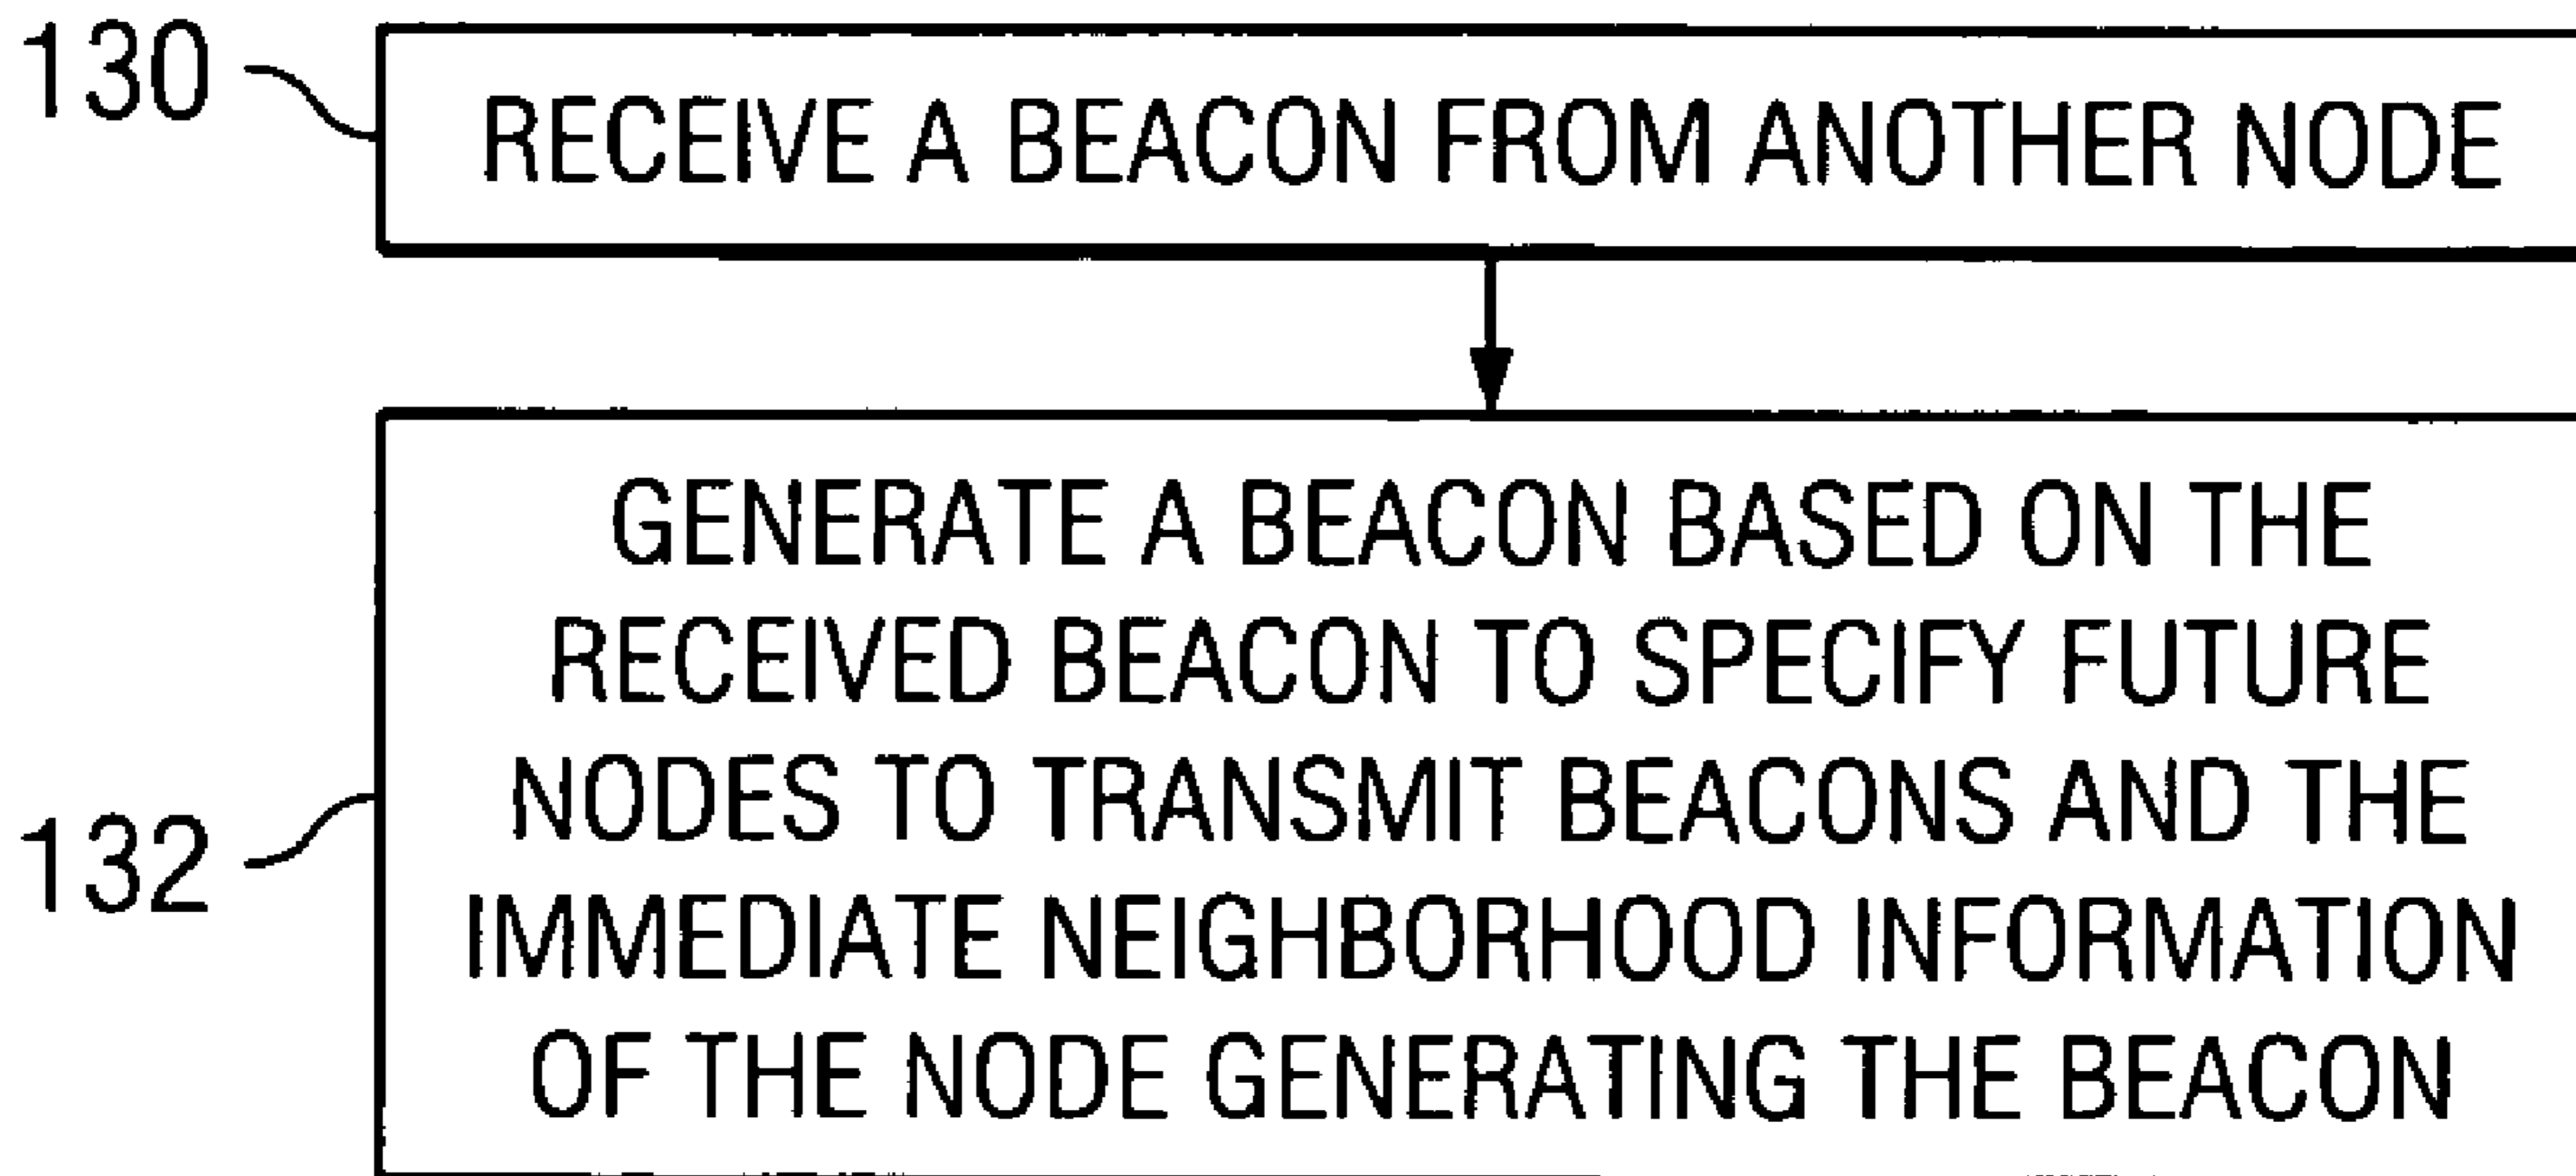 130
RECEIVE A BEACON FROM ANOTHER NODE
GENERATE A BEACON BASED ON THE
RECEIVED BEACON TO SPECIFY FUTURE
NODES TO TRANSMIT BEACONS AND THE
132
IMMEDIATE NEIGHBORHOOD INFORMATION
OF THE NODE GENERATING THE BEACON